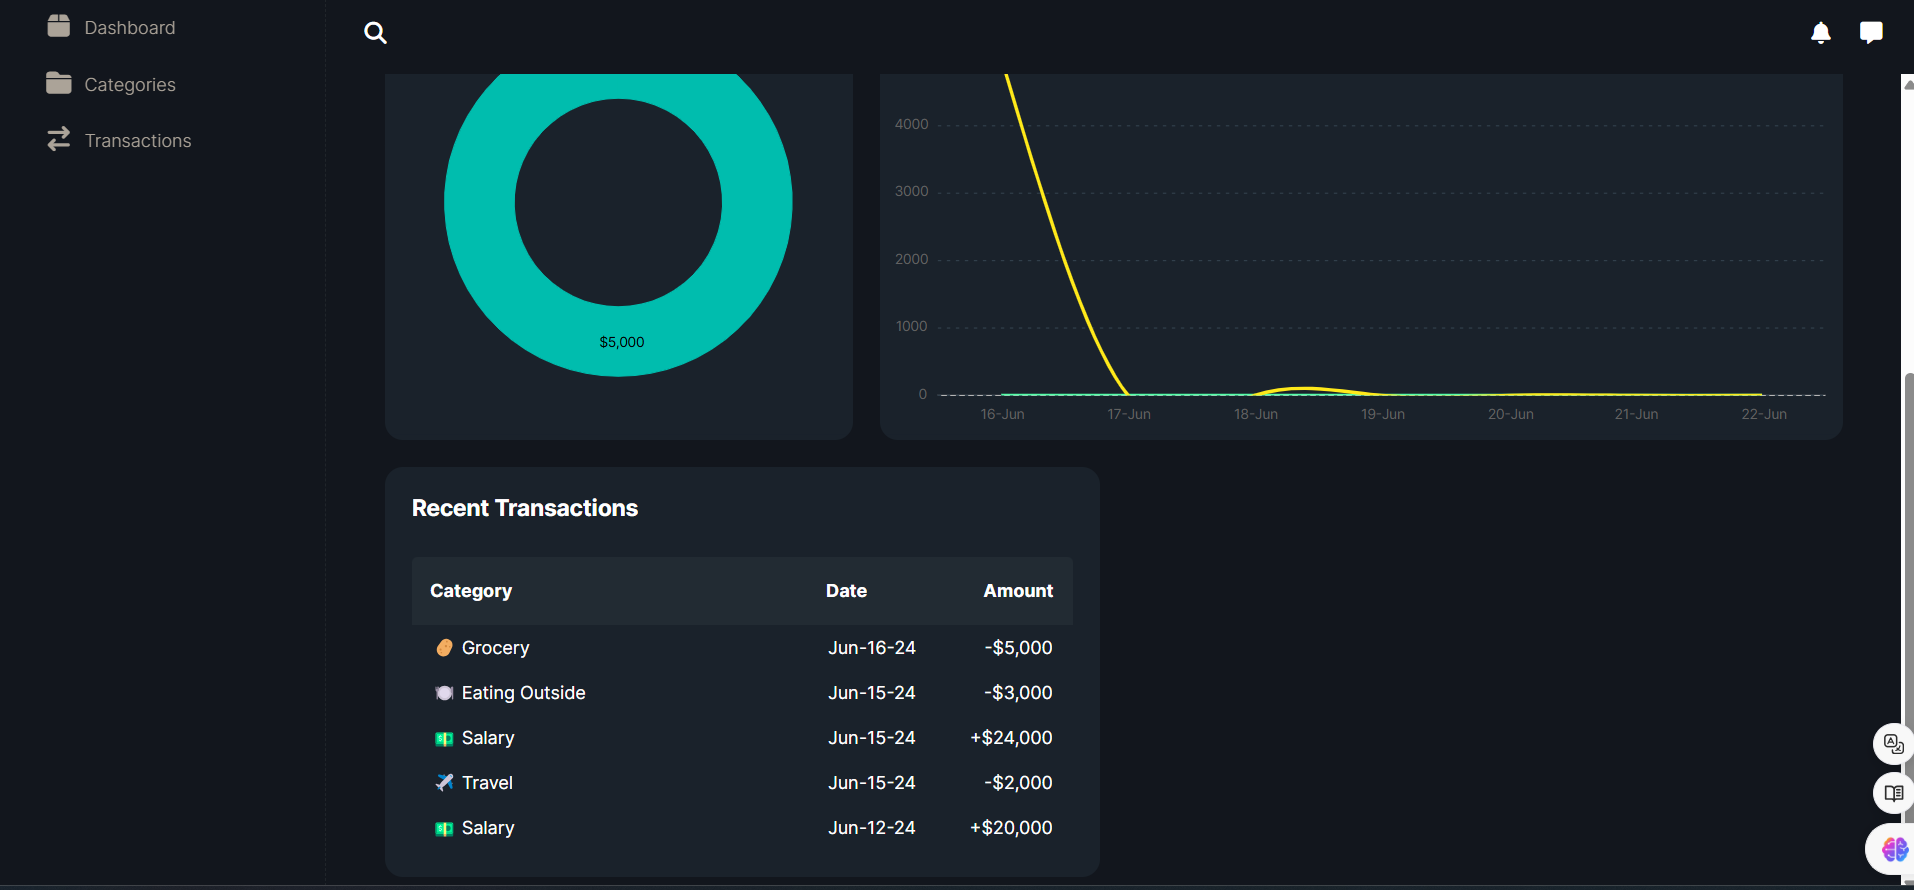 Dashboard
Categories
Transactions
$5,000
4000
3000
2000
1000
0
16-Jun 17-Jun 18-Jun 19-Jun 20-Jun 21-Jun 22-Jun
Recent Transactions
Category Date Amount
Grocery Jun-16-24 -$5,000
Eating Outside Jun-15-24 -$3,000
Salary Jun-15-24 +$24,000
Travel Jun-15-24 -$2,000
Salary Jun-12-24 +$20,000